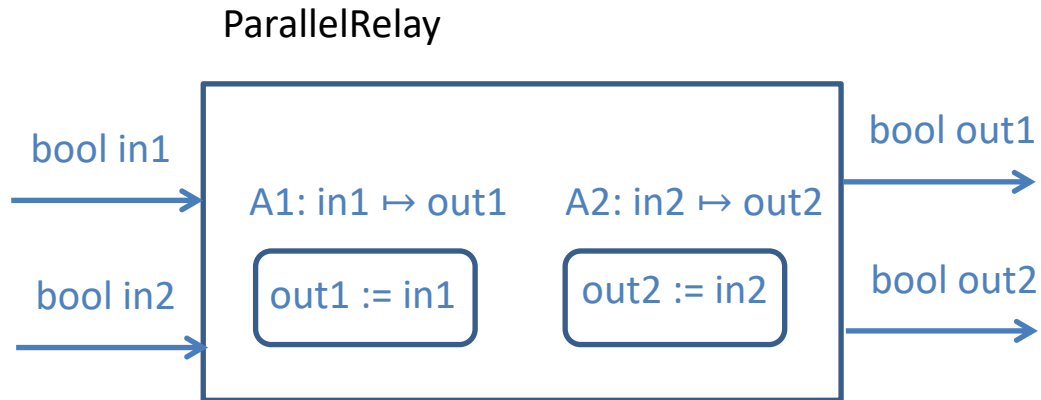 ParallelRelay
bool in1
bool out1
A1: in1 ↦ out1
A2: in2 ↦ out2
bool in2
out1 := in1
out2 := in2
bool out2